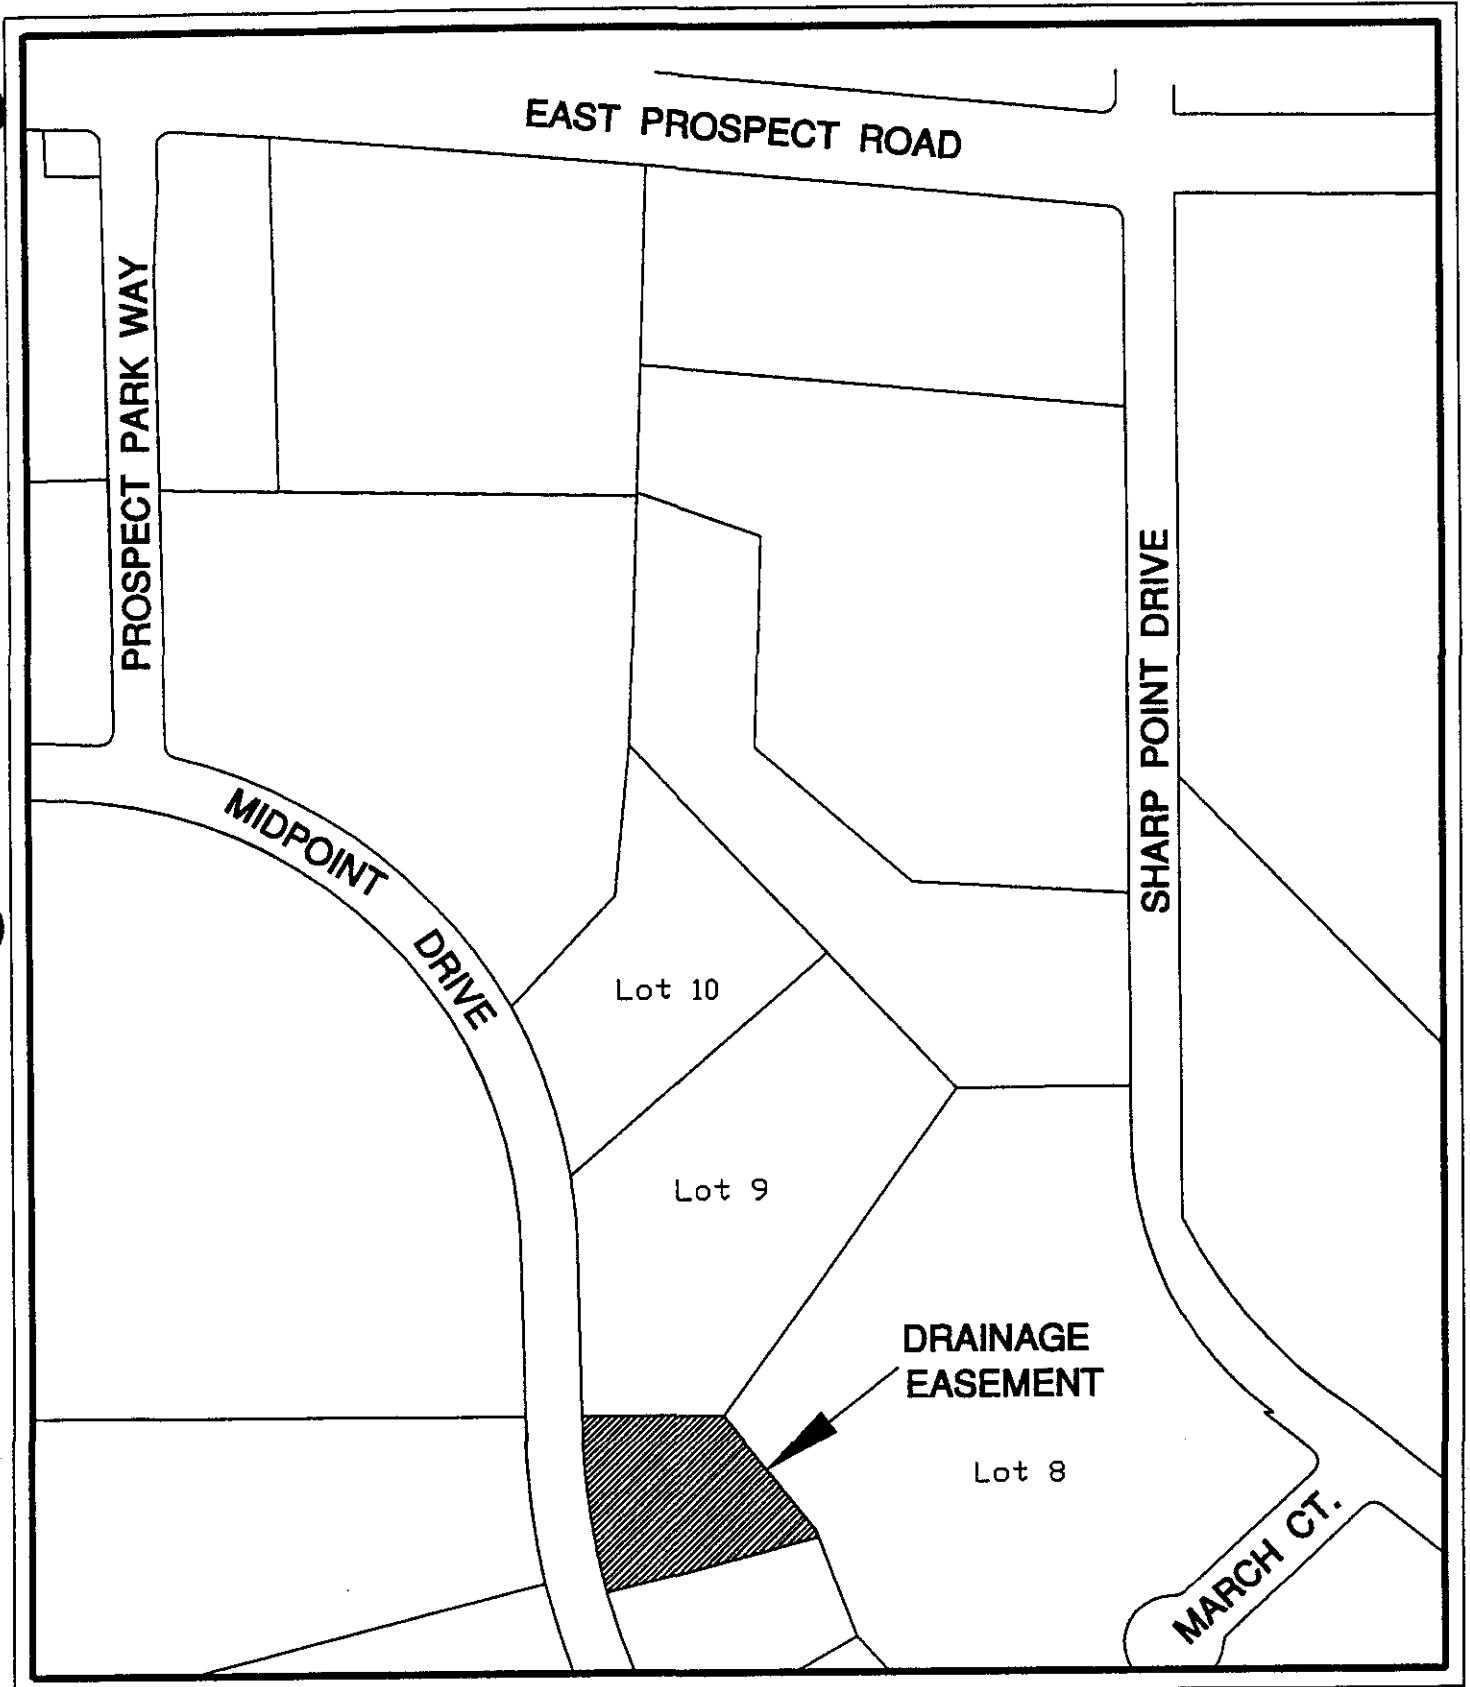 EAST PROSPECT ROAD
PROSPECT PARK WAY
SHARP POINT DRIVE
MIDPOINT DRIVE
Lot 10
Lot 9
DRAINAGE
EASEMENT
Lot 8
MARCH CT.